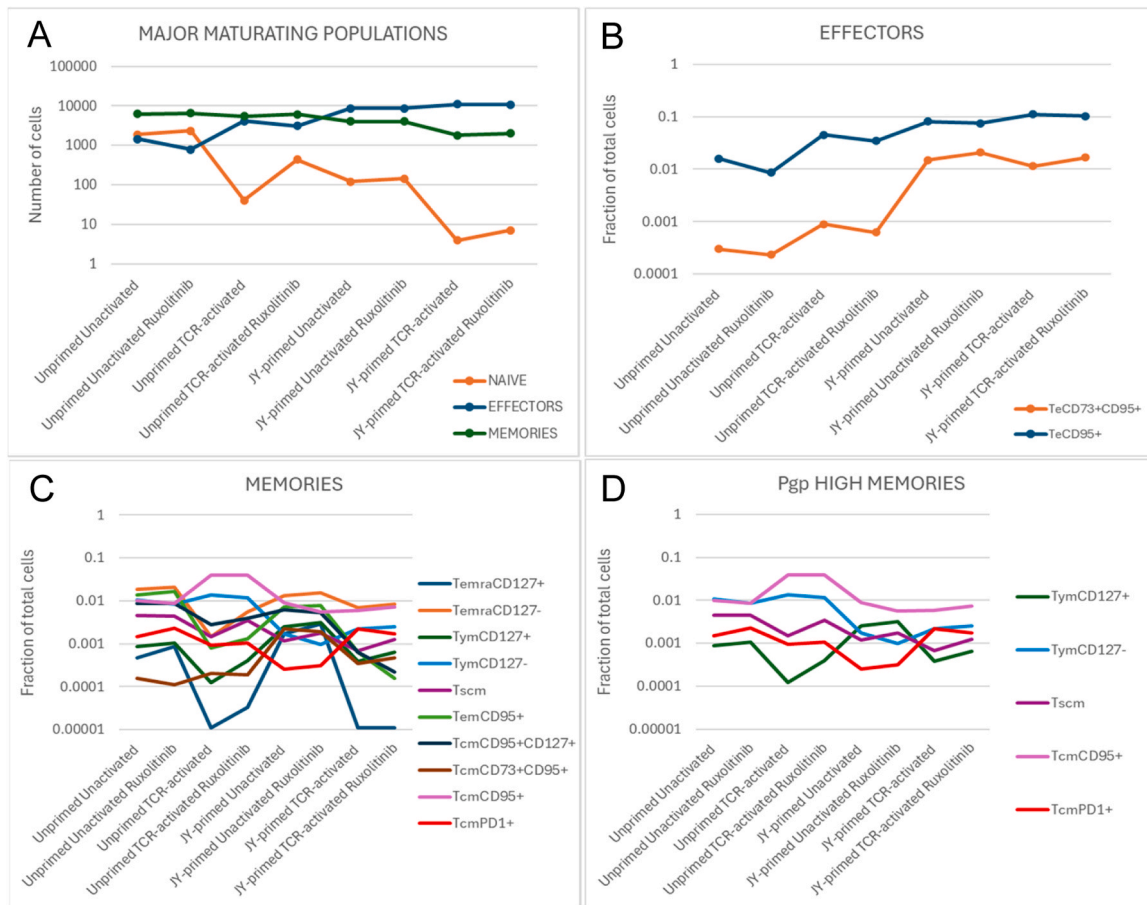 A
MAJOR MATURATING POPULATIONS
Number of cells
100000
10000
1000
100
10
1
Unprimed Unactivated
Unprimed Unactivated Ruxolitinib
Unprimed TCR-activated
Unprimed TCR-activated Ruxolitinib
JY-primed Unactivated
JY-primed Unactivated Ruxolitinib
JY-primed TCR-activated
JY-primed TCR-activated Ruxolitinib
NAIVE
EFFECTORS
MEMORIES
B
EFFECTORS
Fraction of total cells
1
0.1
0.01
0.001
0.0001
Unprimed Unactivated
Unprimed Unactivated Ruxolitinib
Unprimed TCR-activated
Unprimed TCR-activated Ruxolitinib
JY-primed Unactivated
JY-primed Unactivated Ruxolitinib
JY-primed TCR-activated
JY-primed TCR-activated Ruxolitinib
TeCD73+CD95+
TeCD95+
C
MEMORIES
Fraction of total cells
1
0.1
0.01
0.001
0.0001
0.00001
Unprimed Unactivated
Unprimed Unactivated Ruxolitinib
Unprimed TCR-activated
Unprimed TCR-activated Ruxolitinib
JY-primed Unactivated
JY-primed Unactivated Ruxolitinib
JY-primed TCR-activated
JY-primed TCR-activated Ruxolitinib
TemraCD127+
TemraCD127-
TymCD127+
TymCD127-
Tscm
TemCD95+
TcmCD95+CD127+
TcmCD73+CD95+
TcmCD95+
TcmPD1+
D
Pgp HIGH MEMORIES
Fraction of total cells
1
0.1
0.01
0.001
0.0001
0.00001
Unprimed Unactivated
Unprimed Unactivated Ruxolitinib
Unprimed TCR-activated
Unprimed TCR-activated Ruxolitinib
JY-primed Unactivated
JY-primed Unactivated Ruxolitinib
JY-primed TCR-activated
JY-primed TCR-activated Ruxolitinib
TymCD127+
TymCD127-
Tscm
TcmCD95+
TcmPD1+